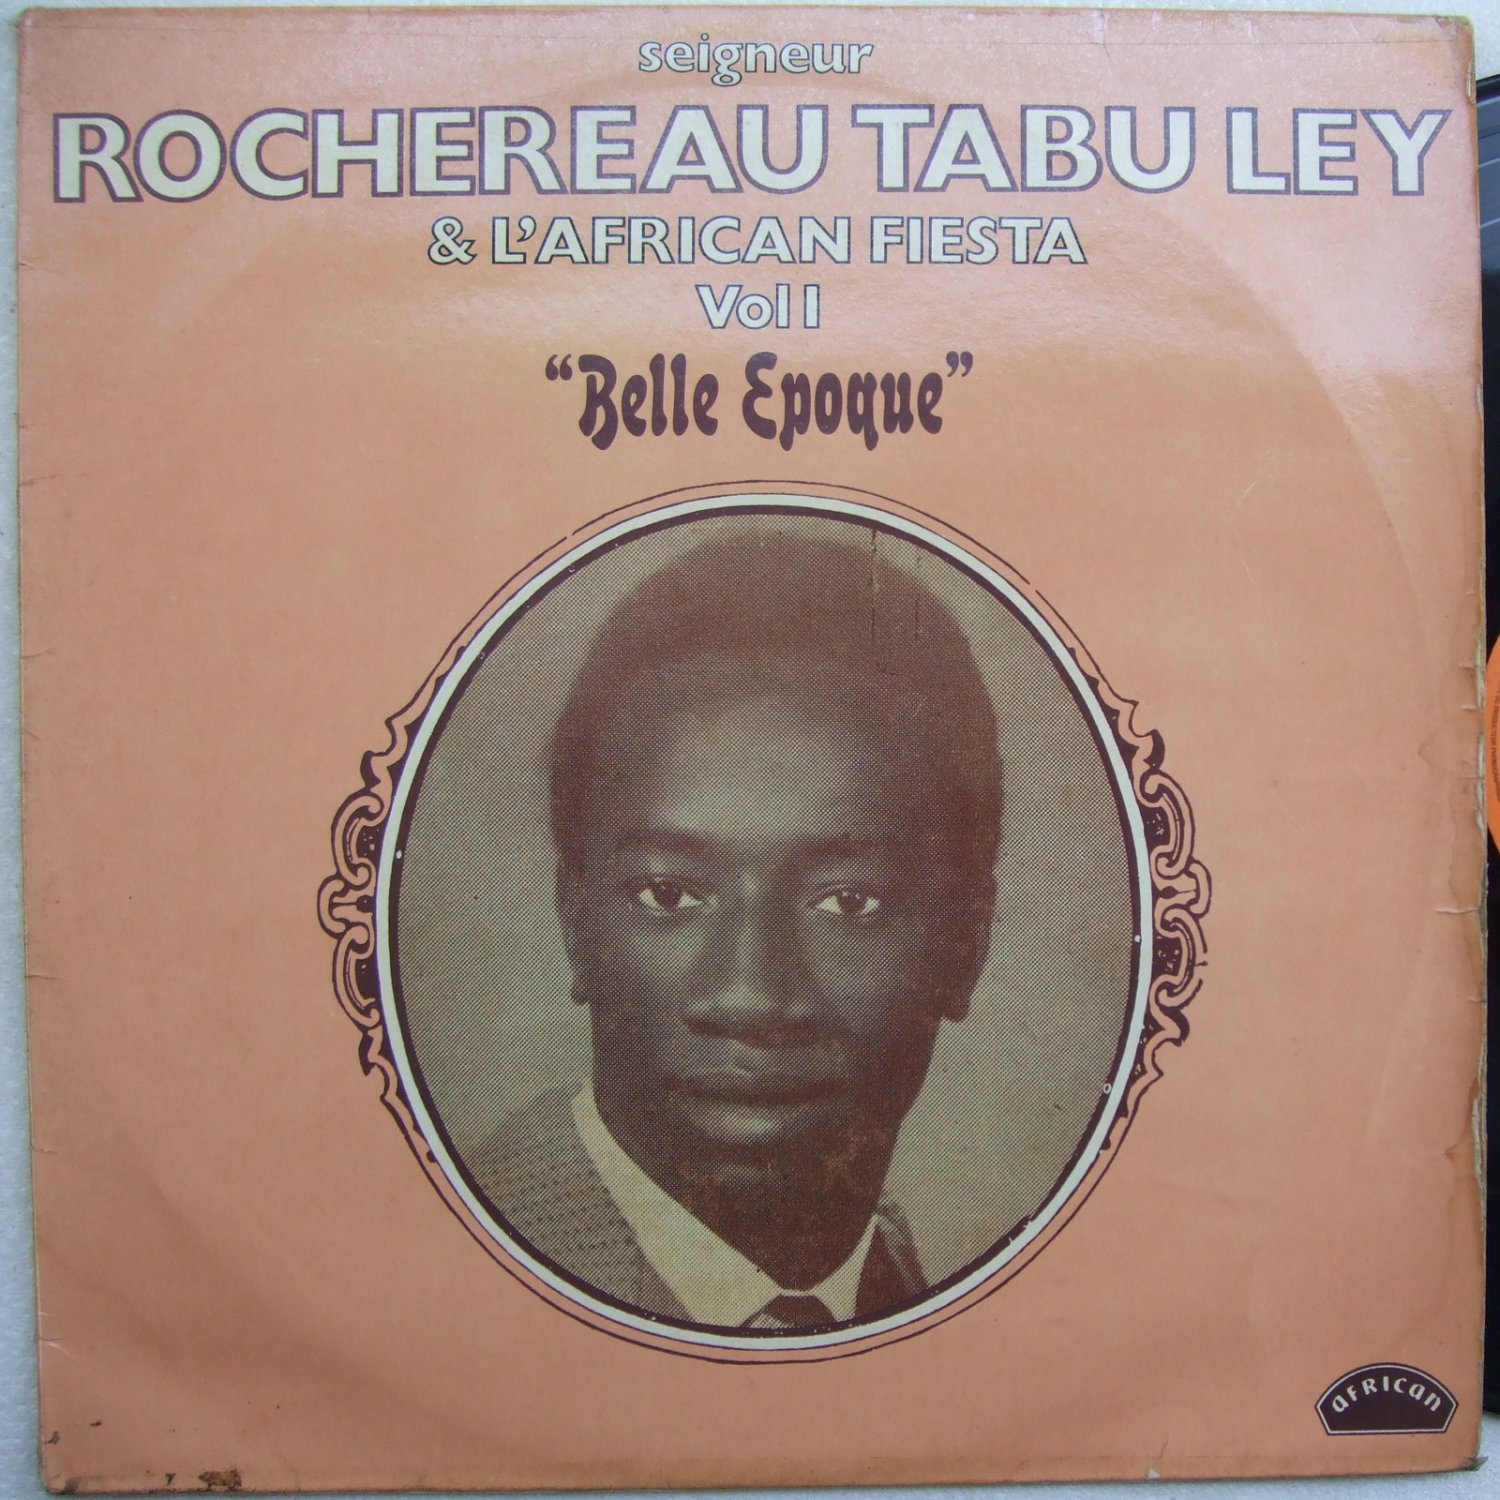 seigneur
ROCHEREAU TABU LEY
& L'AFRICAN FIESTA
Vol I
"Belle Epoque"
african